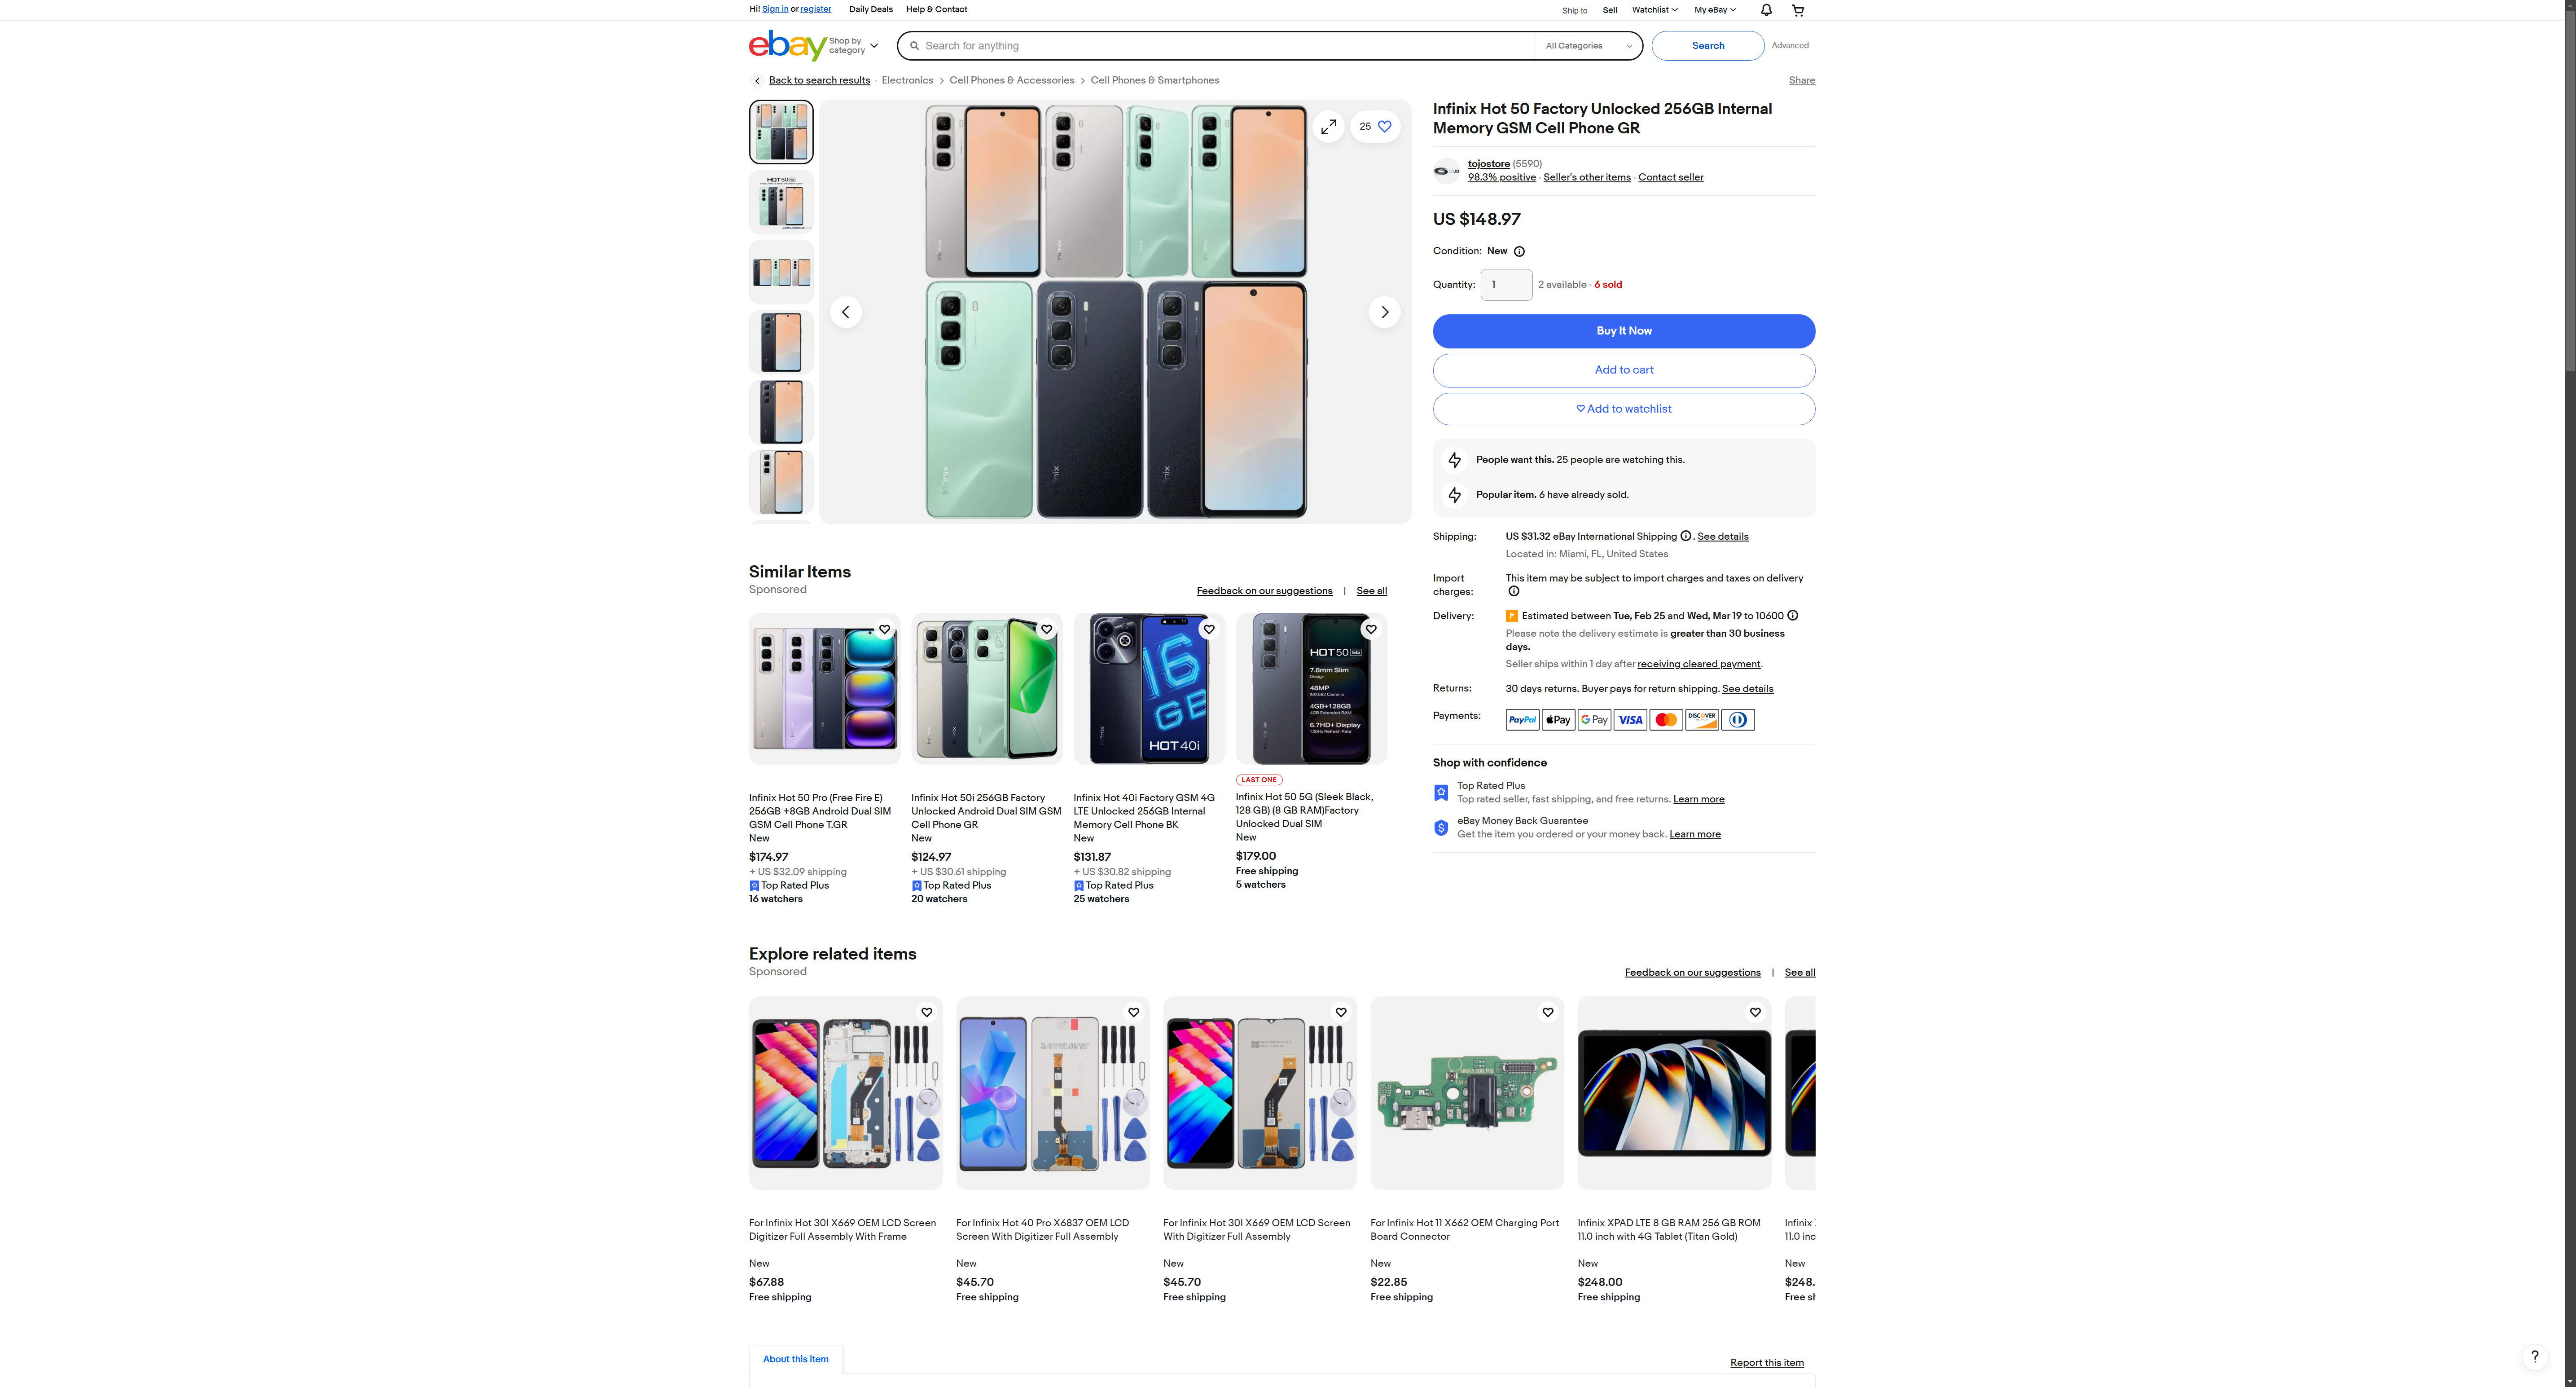 Hi! Sign in or register
Daily Deals
Help & Contact
Ship to
Sell
Watchlist
My eBay
ebay
Shop by
category
Search for anything
All Categories
Search
Advanced
Back to search results
Electronics
Cell Phones & Accessories
Cell Phones & Smartphones
Share
25
HOT 50
Infinix
Infinix Hot 50 Factory Unlocked 256GB Internal
Memory GSM Cell Phone GR
tojostore (5590)
98.3% positive · Seller's other items · Contact seller
US $148.97
Condition: New
Quantity: 1
2 available · 6 sold
Buy It Now
Add to cart
Add to watchlist
People want this. 25 people are watching this.
Popular item. 6 have already sold.
Shipping: US $31.32 eBay International Shipping . See details
Located in: Miami, FL, United States
Import
charges:
This item may be subject to import charges and taxes on delivery
Delivery: Estimated between Tue, Feb 25 and Wed, Mar 19 to 10600
Please note the delivery estimate is greater than 30 business
days.
Seller ships within 1 day after receiving cleared payment.
Returns: 30 days returns. Buyer pays for return shipping. See details
Payments: PayPal Pay G Pay VISA DISCOVER
Shop with confidence
Top Rated Plus
Top rated seller, fast shipping, and free returns. Learn more
eBay Money Back Guarantee
Get the item you ordered or your money back. Learn more
Similar Items
Sponsored
Feedback on our suggestions | See all
16
GB
HOT 40i
HOT 50 5G
7.8mm Slim
Design
48MP
4GB+128GB
4GB Extended RAM
6.7HD+ Display
120Hz Refresh Rate
Infinix Hot 50 Pro (Free Fire E)
256GB +8GB Android Dual SIM
GSM Cell Phone T.GR
New
$174.97
+ US $32.09 shipping
Top Rated Plus
16 watchers
Infinix Hot 50i 256GB Factory
Unlocked Android Dual SIM GSM
Cell Phone GR
New
$124.97
+ US $30.61 shipping
Top Rated Plus
20 watchers
Infinix Hot 40i Factory GSM 4G
LTE Unlocked 256GB Internal
Memory Cell Phone BK
New
$131.87
+ US $30.82 shipping
Top Rated Plus
25 watchers
LAST ONE
Infinix Hot 50 5G (Sleek Black,
128 GB) (8 GB RAM)Factory
Unlocked Dual SIM
New
$179.00
Free shipping
5 watchers
Explore related items
Sponsored
Feedback on our suggestions | See all
For Infinix Hot 30I X669 OEM LCD Screen
Digitizer Full Assembly With Frame
New
$67.88
Free shipping
For Infinix Hot 40 Pro X6837 OEM LCD
Screen With Digitizer Full Assembly
New
$45.70
Free shipping
For Infinix Hot 30I X669 OEM LCD Screen
With Digitizer Full Assembly
New
$45.70
Free shipping
For Infinix Hot 11 X662 OEM Charging Port
Board Connector
New
$22.85
Free shipping
Infinix XPAD LTE 8 GB RAM 256 GB ROM
11.0 inch with 4G Tablet (Titan Gold)
New
$248.00
Free shipping
Infinix
11.0 inc
New
$248.
Free sh
About this item
Report this item
?